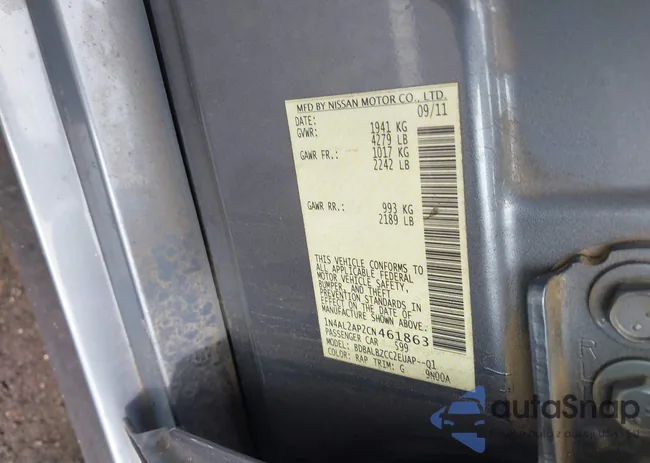 MFD BY NISSAN MOTOR CO., LTD.
DATE: 09/11
GVWR: 1941 KG
4279 LB
GAWR FR.: 1017 KG
2242 LB
GAWR RR.: 993 KG
2189 LB
THIS VEHICLE CONFORMS TO
ALL APPLICABLE FEDERAL
MOTOR VEHICLE SAFETY,
BUMPER, AND THEFT
PREVENTION STANDARDS IN
EFFECT ON THE DATE OF
MANUFACTURE SHOWN ABOVE.
1N4AL2AP2CN461863
PASSENGER CAR 599
MODEL: BDBALBZCC2EUAP--Q1
COLOR: RAP TRIM: G 9N00A
autaSnap